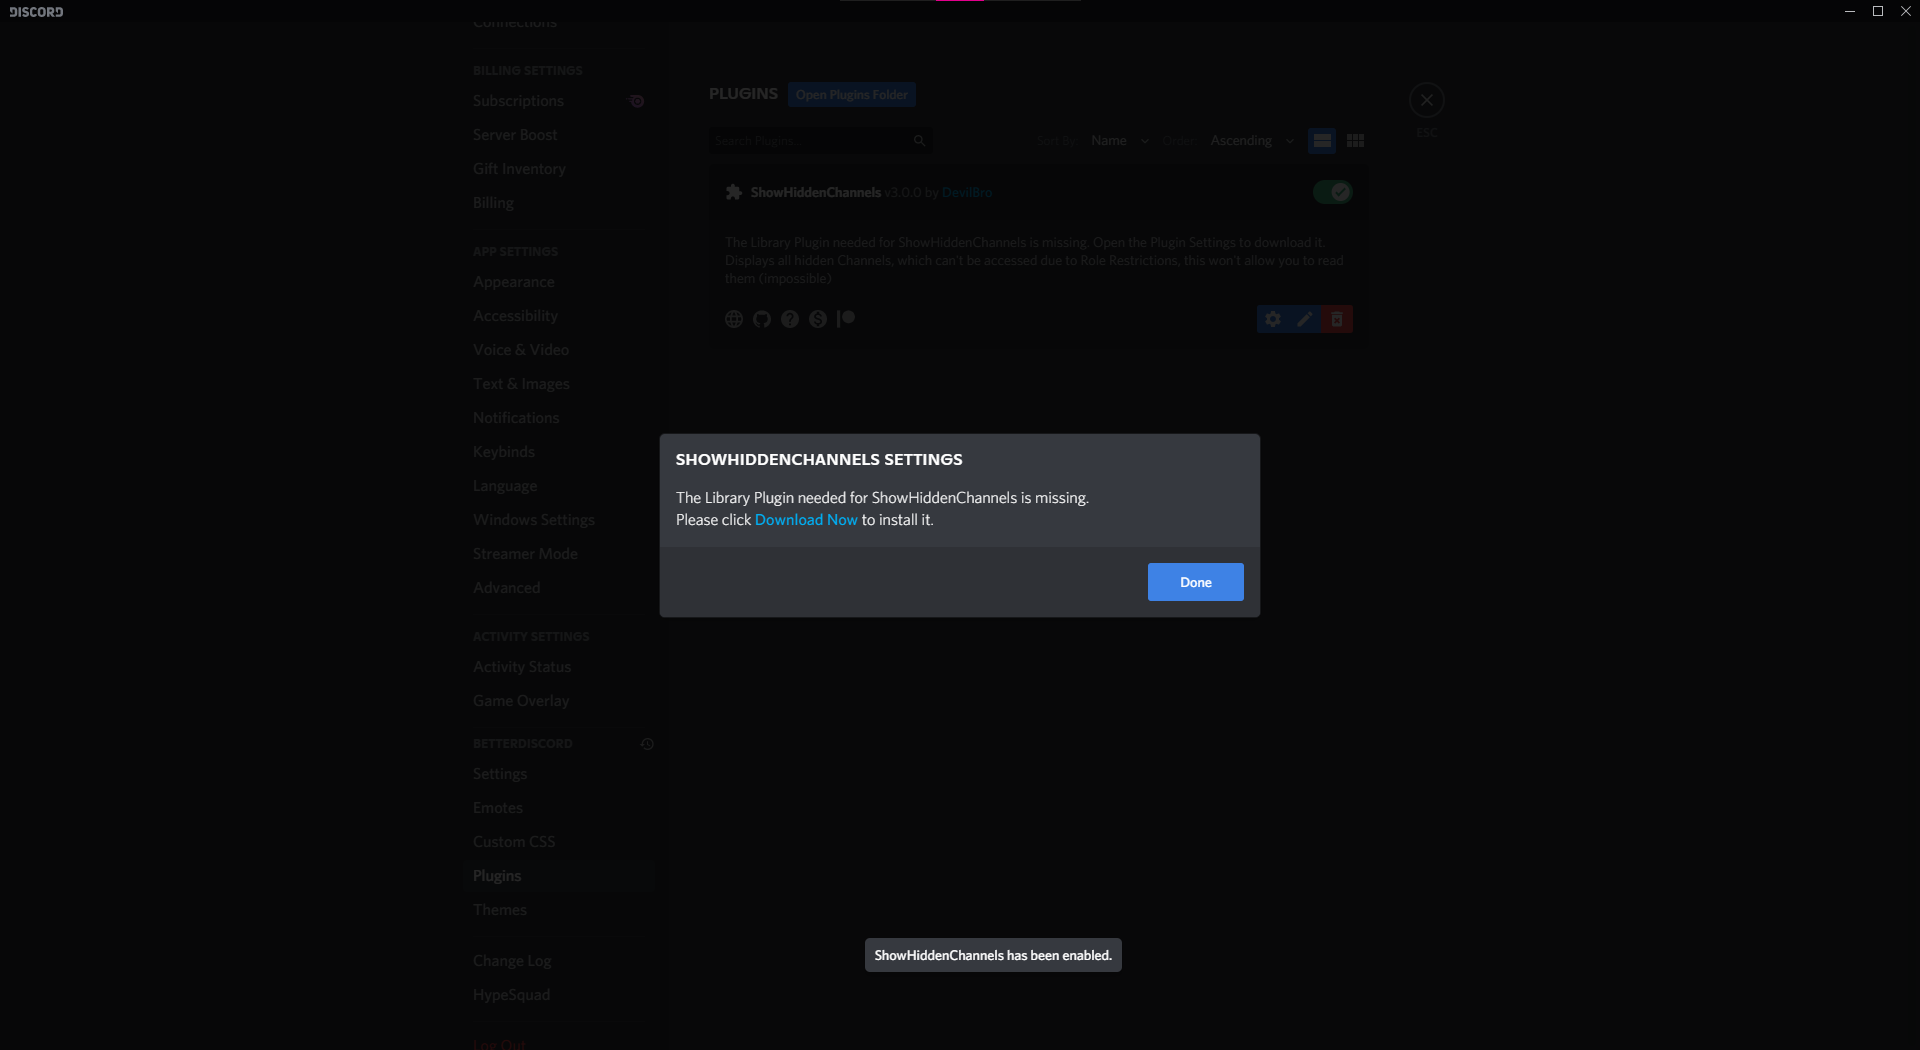 DISCORD
Connections
BILLING SETTINGS
Subscriptions
Server Boost
Gift Inventory
Billing
APP SETTINGS
Appearance
Accessibility
Voice & Video
Text & Images
Notifications
Keybinds
Language
Windows Settings
Streamer Mode
Advanced
ACTIVITY SETTINGS
Activity Status
Game Overlay
BETTERDISCORD
Settings
Emotes
Custom CSS
Plugins
Themes
Change Log
HypeSquad
Log Out
PLUGINS Open Plugins Folder
ESC
Search Plugins... Sort By: Name Order: Ascending
ShowHiddenChannels v3.0.0 by DevilBro
The Library Plugin needed for ShowHiddenChannels is missing. Open the Plugin Settings to download it.
Displays all hidden Channels, which can't be accessed due to Role Restrictions, this won't allow you to read
them (impossible)
SHOWHIDDENCHANNELS SETTINGS
The Library Plugin needed for ShowHiddenChannels is missing.
Please click Download Now to install it.
Done
ShowHiddenChannels has been enabled.